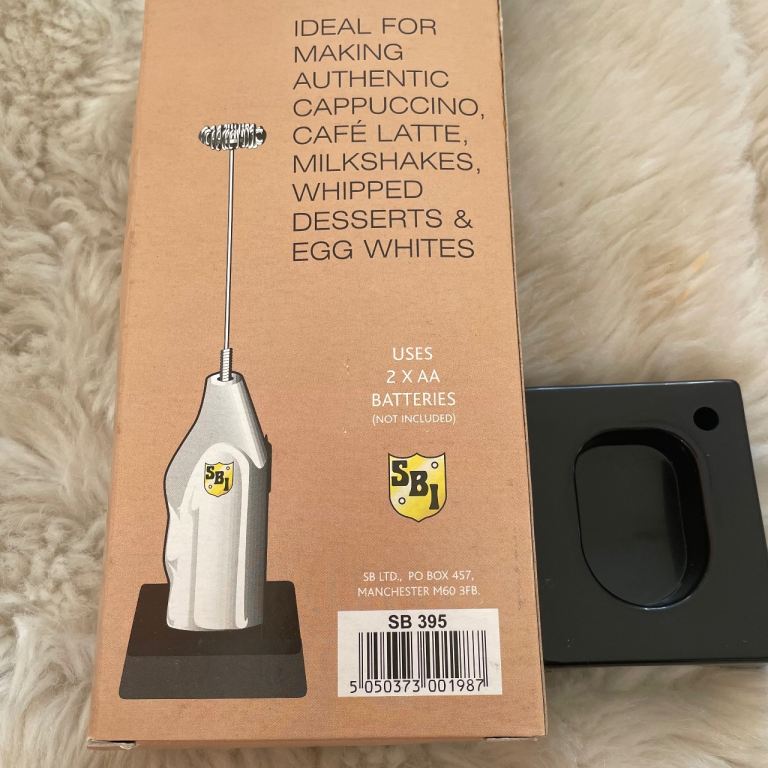 IDEAL FOR
MAKING
AUTHENTIC
CAPPUCCINO,
CAFÉ LATTE,
MILKSHAKES,
WHIPPED
DESSERTS &
EGG WHITES
USES
2 X AA
BATTERIES
(NOT INCLUDED)
SBI
SBI
SB LTD., PO BOX 457,
MANCHESTER M60 3FB.
SB 395
5 050373 001987